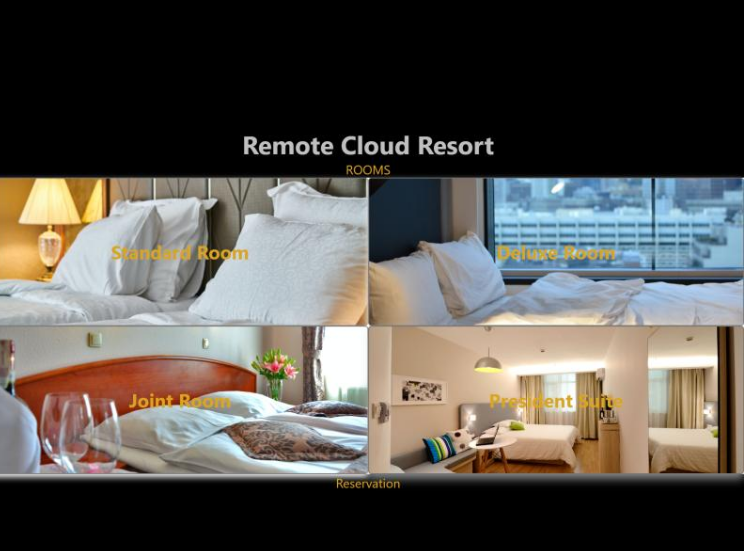 Remote Cloud Resort
ROOMS
Standard Room
Deluxe Room
Joint Room
President Suite
Reservation